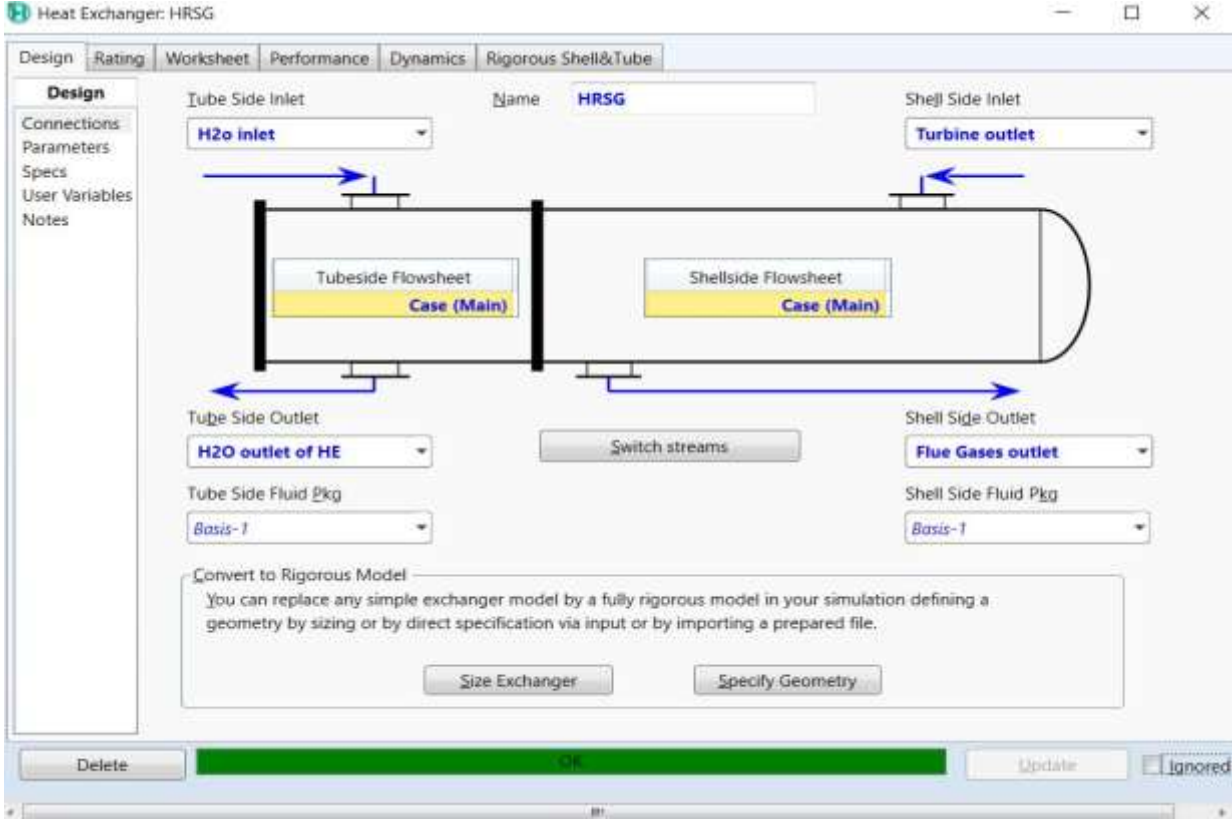 Heat Exchanger: HRSG
Design Rating Worksheet Performance Dynamics Rigorous Shell&Tube
Design
Connections
Parameters
Specs
User Variables
Notes
Tube Side Inlet
H2o inlet
Name HRSG
Shell Side Inlet
Turbine outlet
Tubeside Flowsheet
Case (Main)
Shellside Flowsheet
Case (Main)
Tube Side Outlet
H2O outlet of HE
Switch streams
Shell Side Outlet
Flue Gases outlet
Tube Side Fluid Pkg
Basis-1
Shell Side Fluid Pkg
Basis-1
Convert to Rigorous Model
You can replace any simple exchanger model by a fully rigorous model in your simulation defining a
geometry by sizing or by direct specification via input or by importing a prepared file.
Size Exchanger Specify Geometry
Delete OK Update Ignored